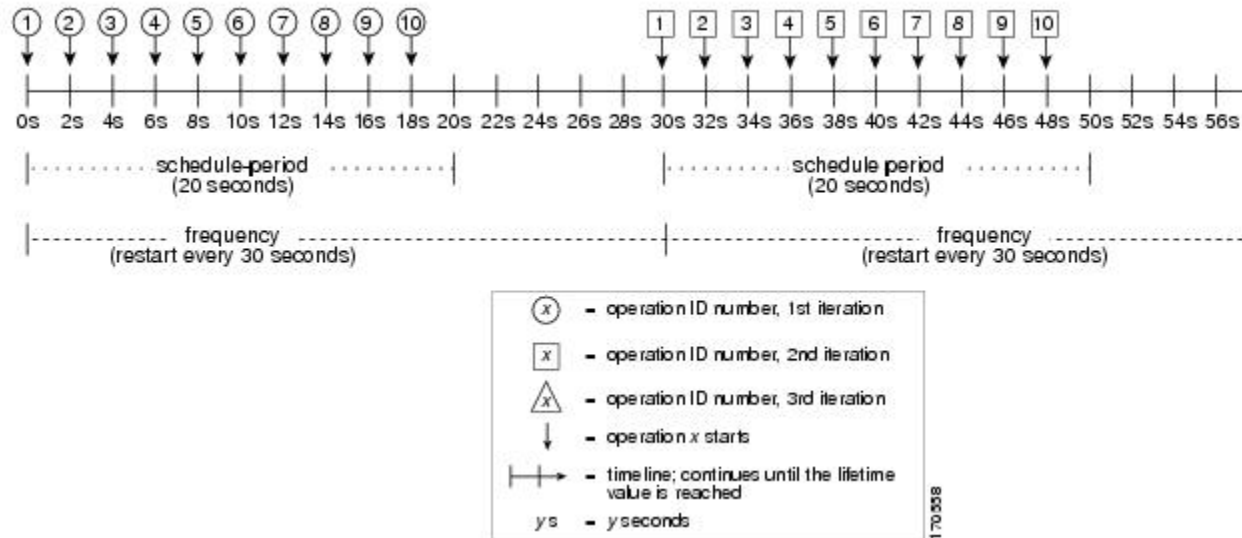 1 2 3 4 5 6 7 8 9 10 1 2 3 4 5 6 7 8 9 10
0s 2s 4s 6s 8s 10s 12s 14s 16s 18s 20s 22s 24s 26s 28s 30s 32s 34s 36s 38s 40s 42s 44s 46s 48s 50s 52s 54s 56s
schedule-period
(20 seconds)
schedule period
(20 seconds)
frequency
(restart every 30 seconds)
frequency
(restart every 30 seconds)
x = operation ID number, 1st iteration
x = operation ID number, 2nd iteration
x = operation ID number, 3rd iteration
= operation x starts
= timeline; continues until the lifetime
value is reached
y s = y seconds
170558